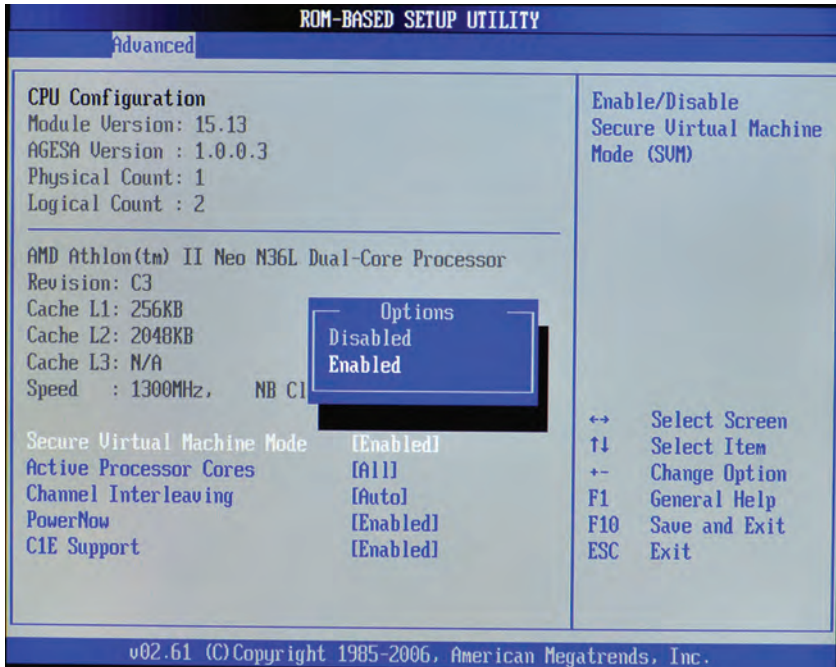 ROM-BASED SETUP UTILITY
Advanced
CPU Configuration
Module Version: 15.13
AGESA Version : 1.0.0.3
Physical Count: 1
Logical Count : 2
AMD Athlon(tm) II Neo N36L Dual-Core Processor
Revision: C3
Cache L1: 256KB
Cache L2: 2048KB
Cache L3: N/A
Speed : 1300MHz, NB Cl
Options
Disabled
Enabled
Secure Virtual Machine Mode [Enabled]
Active Processor Cores [All]
Channel Interleaving [Auto]
PowerNow [Enabled]
C1E Support [Enabled]
Enable/Disable
Secure Virtual Machine
Mode (SVM)
↔ Select Screen
↑↓ Select Item
+- Change Option
F1 General Help
F10 Save and Exit
ESC Exit
v02.61 (C)Copyright 1985-2006, American Megatrends, Inc.